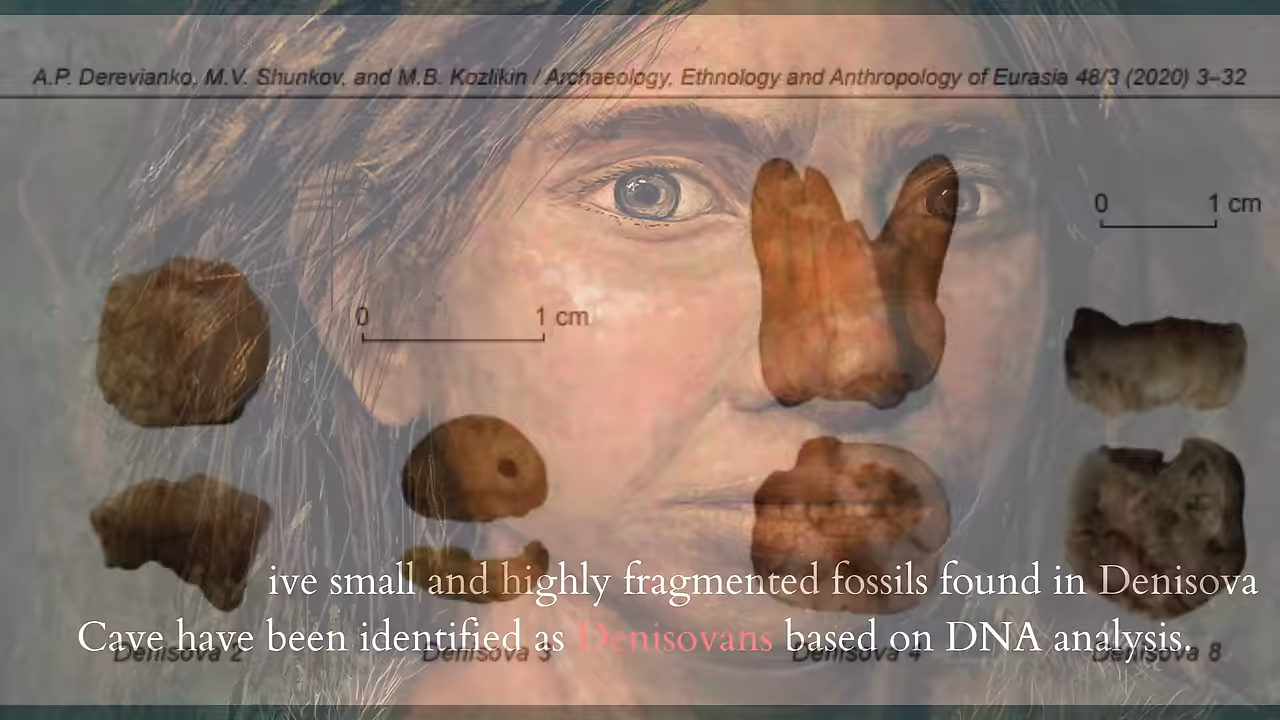 A.P. Derevianko, M.V. Shunkov, and M.B. Kozlikin / Archaeology, Ethnology and Anthropology of Eurasia 48/3 (2020) 3–32
0 1 cm
0 1 cm
ive small and highly fragmented fossils found in Denisova
Cave have been identified as Denisovans based on DNA analysis.
Denisova 2 Denisova 3 Denisova 4 Denisova 8